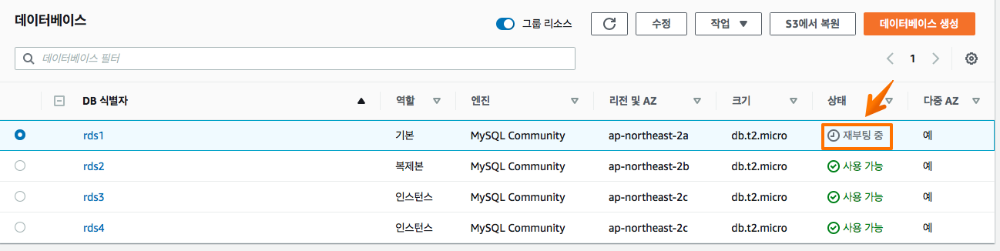 데이터베이스
그룹 리소스 수정 작업 S3에서 복원 데이터베이스 생성
데이터베이스 필터
1
DB 식별자 역할 엔진 리전 및 AZ 크기 상태 다중 AZ
rds1 기본 MySQL Community ap-northeast-2a db.t2.micro 재부팅 중 예
rds2 복제본 MySQL Community ap-northeast-2b db.t2.micro 사용 가능 예
rds3 인스턴스 MySQL Community ap-northeast-2c db.t2.micro 사용 가능 예
rds4 인스턴스 MySQL Community ap-northeast-2c db.t2.micro 사용 가능 예